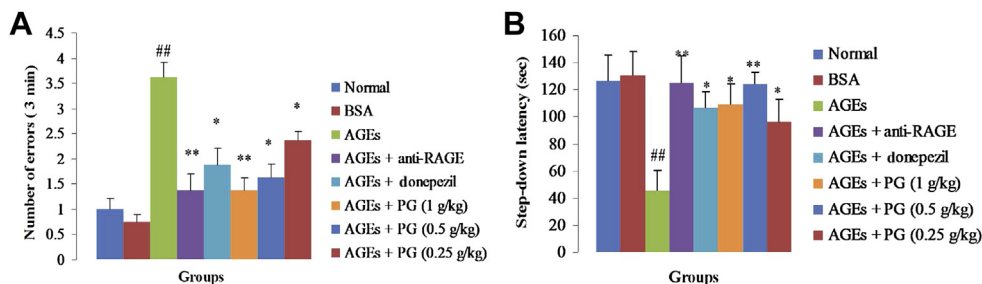 A
Number of errors ( 3 min)
4.5
4
3.5
3
2.5
2
1.5
1
0.5
0
##
**
*
**
*
*
Groups
Normal
BSA
AGEs
AGEs + anti-RAGE
AGEs + donepezil
AGEs + PG (1 g/kg)
AGEs + PG (0.5 g/kg)
AGEs + PG (0.25 g/kg)
B
Step-down latency (sec)
160
140
120
100
80
60
40
20
0
##
**
*
*
**
*
Groups
Normal
BSA
AGEs
AGEs + anti-RAGE
AGEs + donepezil
AGEs + PG (1 g/kg)
AGEs + PG (0.5 g/kg)
AGEs + PG (0.25 g/kg)